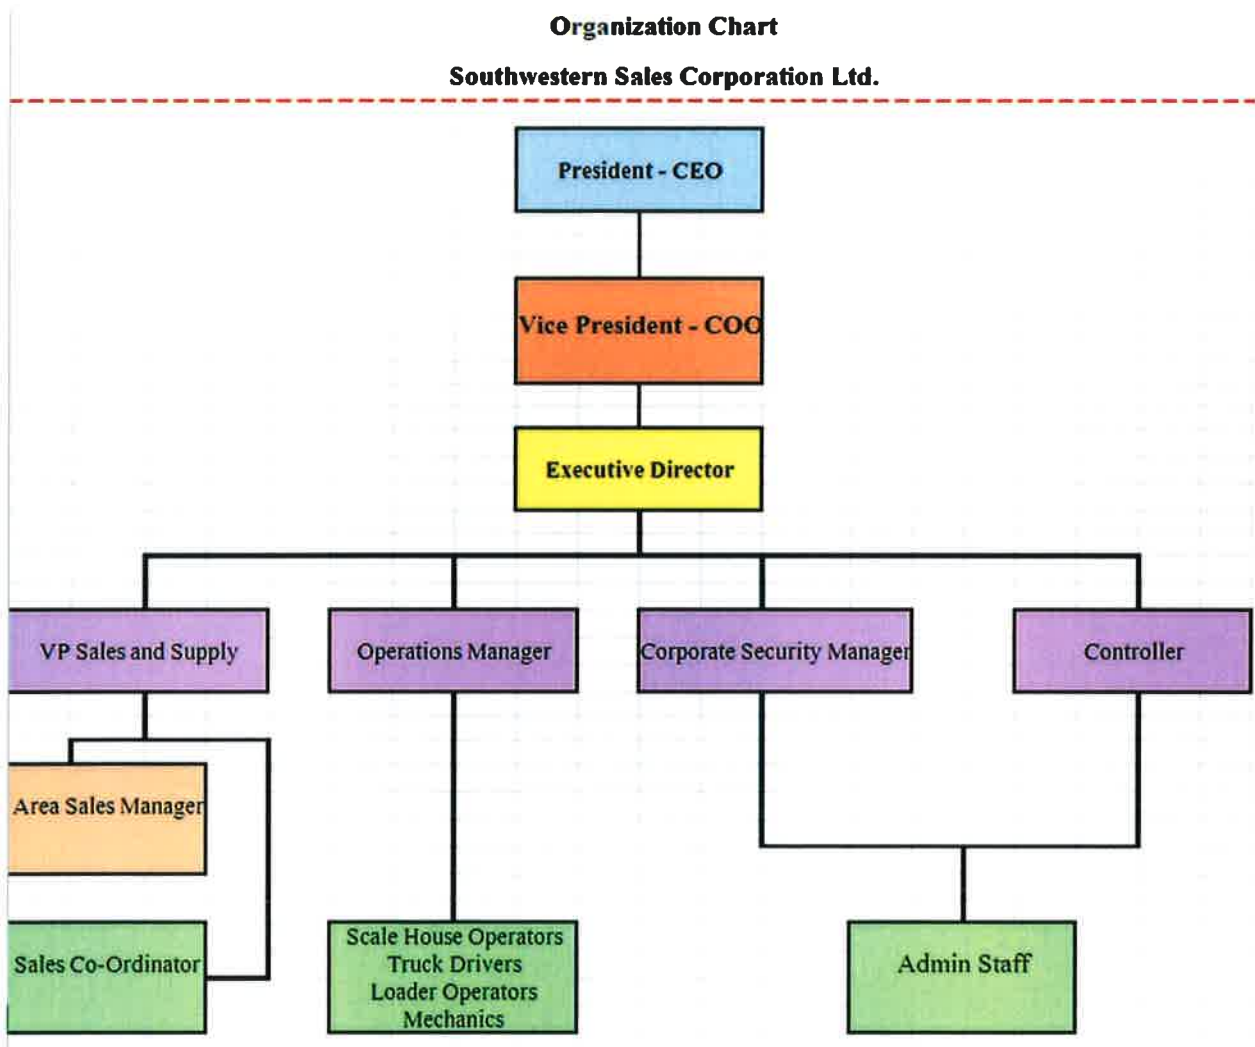 Organization Chart
Southwestern Sales Corporation Ltd.
President - CEO
Vice President - COO
Executive Director
VP Sales and Supply
Operations Manager
Corporate Security Manager
Controller
Area Sales Manager
Sales Co-Ordinator
Scale House Operators
Truck Drivers
Loader Operators
Mechanics
Admin Staff